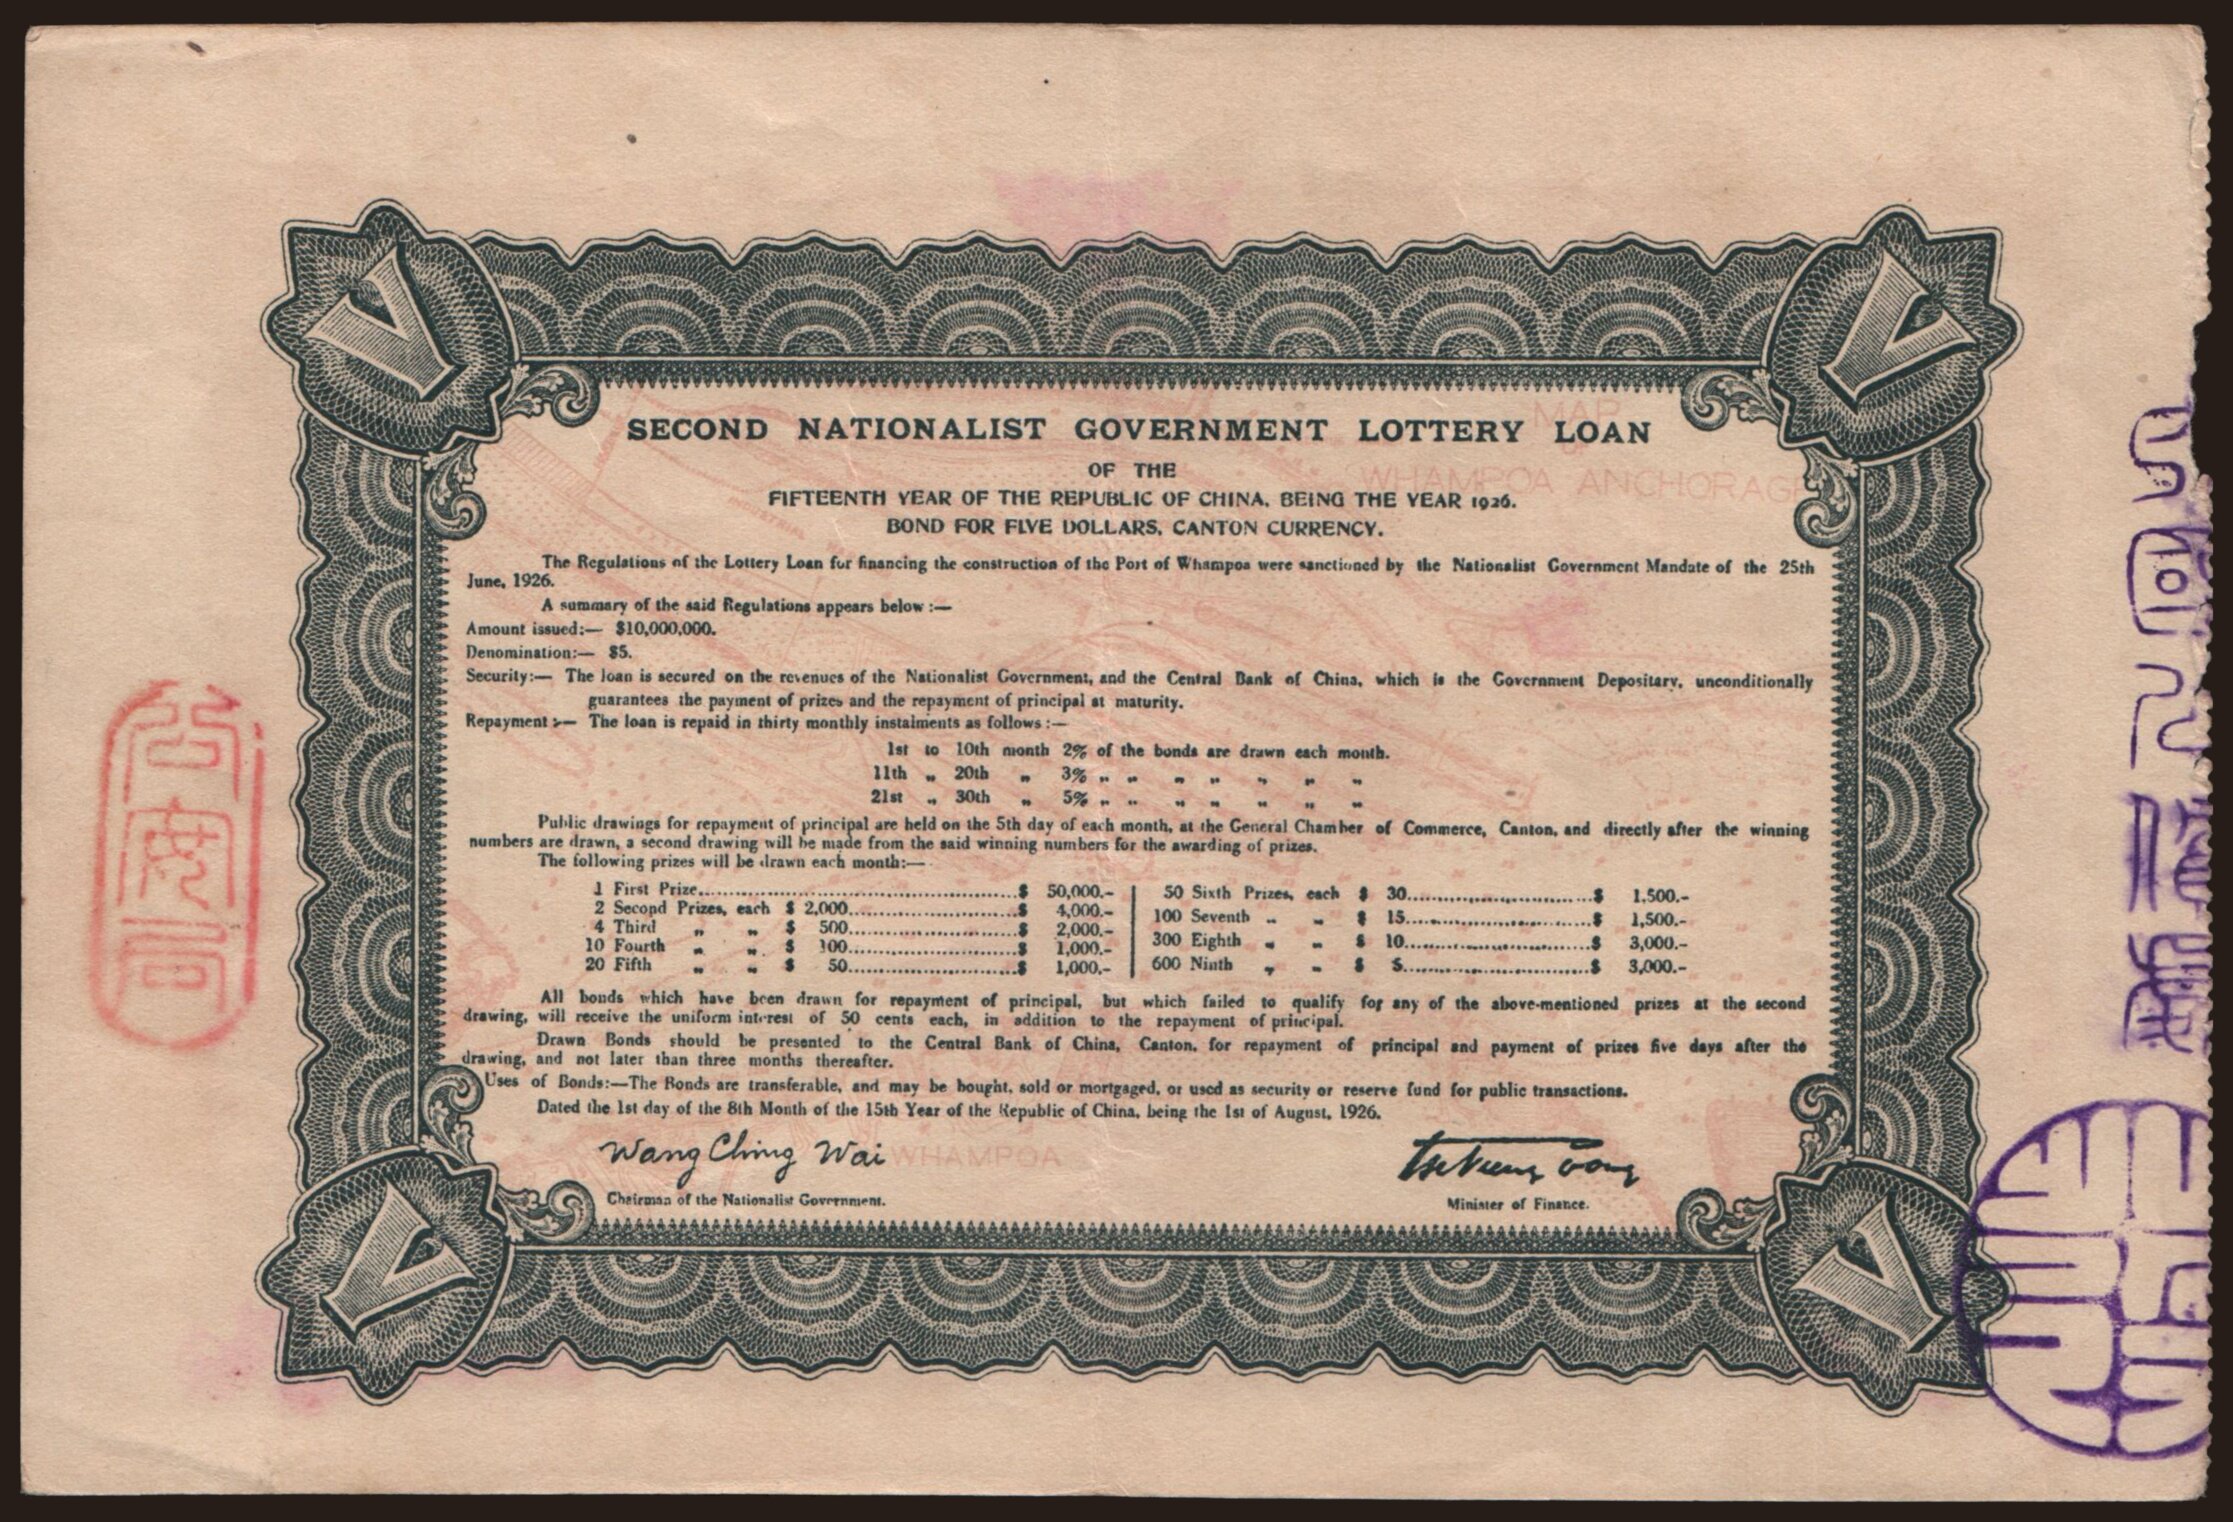 V V
SECOND NATIONALIST GOVERNMENT LOTTERY LOAN
OF THE
FIFTEENTH YEAR OF THE REPUBLIC OF CHINA, BEING THE YEAR 1926.
BOND FOR FIVE DOLLARS, CANTON CURRENCY.
MAP
WHAMPOA ANCHORAGE
The Regulations of the Lottery Loan for financing the construction of the Port of Whampoa were sanctioned by the Nationalist Government Mandate of the 25th
June, 1926.
A summary of the said Regulations appears below :—
Amount issued:— $10,000,000.
Denomination:— $5.
Security:— The loan is secured on the revenues of the Nationalist Government, and the Central Bank of China, which is the Government Depositary, unconditionally
guarantees the payment of prizes and the repayment of principal at maturity.
Repayment :— The loan is repaid in thirty monthly instalments as follows :—
1st to 10th month 2% of the bonds are drawn each month.
11th „ 20th „ 3% „ „ „ „ „ „ „
21st „ 30th „ 5% „ „ „ „ „ „ „
Public drawings for repayment of principal are held on the 5th day of each month, at the General Chamber of Commerce, Canton, and directly after the winning
numbers are drawn, a second drawing will be made from the said winning numbers for the awarding of prizes.
The following prizes will be drawn each month:—
1 First Prize........................$ 50,000.-
2 Second Prizes, each $ 2,000........................$ 4,000.-
4 Third „ „ $ 500........................$ 2,000.-
10 Fourth „ „ $ 100........................$ 1,000.-
20 Fifth „ „ $ 50........................$ 1,000.-
50 Sixth Prizes, each $ 30........................$ 1,500.-
100 Seventh „ „ $ 15........................$ 1,500.-
300 Eighth „ „ $ 10........................$ 3,000.-
600 Ninth „ „ $ 5........................$ 3,000.-
All bonds which have been drawn for repayment of principal, but which failed to qualify for any of the above-mentioned prizes at the second
drawing, will receive the uniform interest of 50 cents each, in addition to the repayment of principal.
Drawn Bonds should be presented to the Central Bank of China, Canton, for repayment of principal and payment of prizes five days after the
drawing, and not later than three months thereafter.
Uses of Bonds:—The Bonds are transferable, and may be bought, sold or mortgaged, or used as security or reserve fund for public transactions.
Dated the 1st day of the 8th Month of the 15th Year of the Republic of China, being the 1st of August, 1926.
Wang Ching Wai
WHAMPOA
Chairman of the Nationalist Government.
Minister of Finance.
V V
公安局